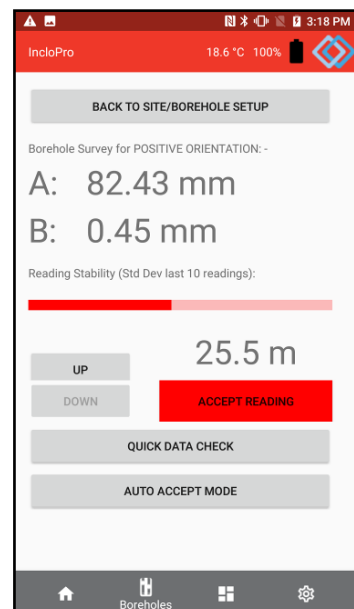 3:18 PM
IncloPro 18.6 °C 100%
BACK TO SITE/BOREHOLE SETUP
Borehole Survey for POSITIVE ORIENTATION: -
A: 82.43 mm
B: 0.45 mm
Reading Stability (Std Dev last 10 readings):
25.5 m
UP
DOWN ACCEPT READING
QUICK DATA CHECK
AUTO ACCEPT MODE
Boreholes